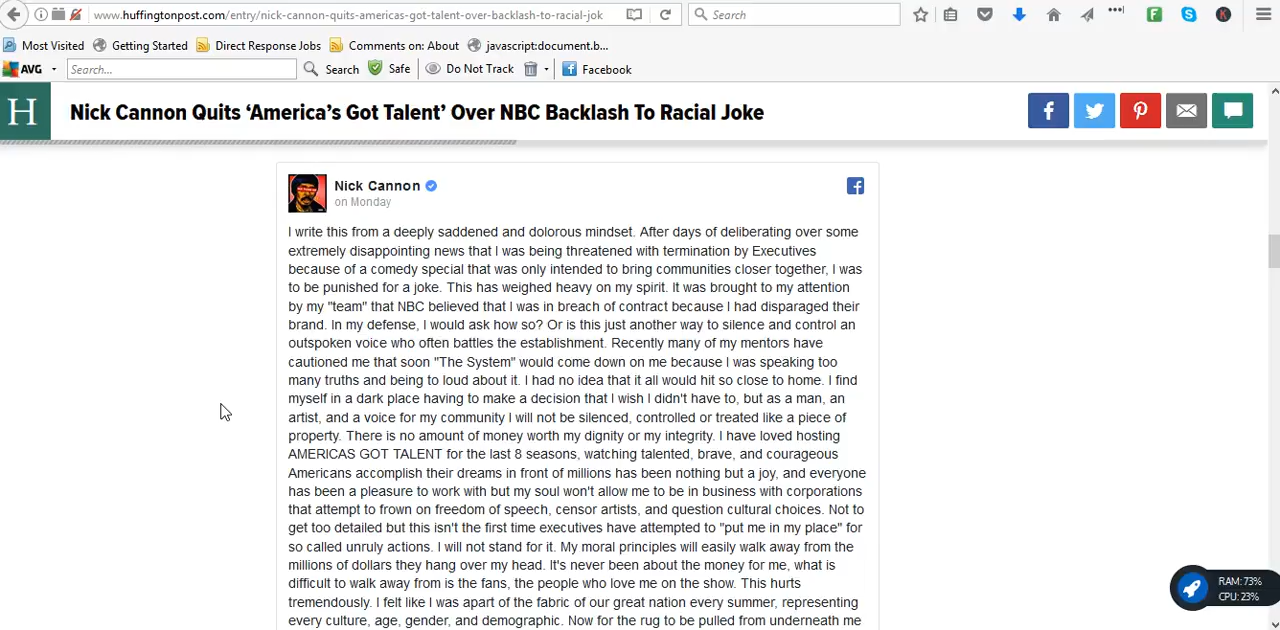 www.huffingtonpost.com/entry/nick-cannon-quits-americas-got-talent-over-backlash-to-racial-jok
Search
Most Visited Getting Started Direct Response Jobs Comments on: About javascript:document.b...
AVG Search... Search Safe Do Not Track Facebook
H Nick Cannon Quits ‘America’s Got Talent’ Over NBC Backlash To Racial Joke
Nick Cannon
on Monday
I write this from a deeply saddened and dolorous mindset. After days of deliberating over some
extremely disappointing news that I was being threatened with termination by Executives
because of a comedy special that was only intended to bring communities closer together, I was
to be punished for a joke. This has weighed heavy on my spirit. It was brought to my attention
by my "team" that NBC believed that I was in breach of contract because I had disparaged their
brand. In my defense, I would ask how so? Or is this just another way to silence and control an
outspoken voice who often battles the establishment. Recently many of my mentors have
cautioned me that soon "The System" would come down on me because I was speaking too
many truths and being to loud about it. I had no idea that it all would hit so close to home. I find
myself in a dark place having to make a decision that I wish I didn't have to, but as a man, an
artist, and a voice for my community I will not be silenced, controlled or treated like a piece of
property. There is no amount of money worth my dignity or my integrity. I have loved hosting
AMERICAS GOT TALENT for the last 8 seasons, watching talented, brave, and courageous
Americans accomplish their dreams in front of millions has been nothing but a joy, and everyone
has been a pleasure to work with but my soul won't allow me to be in business with corporations
that attempt to frown on freedom of speech, censor artists, and question cultural choices. Not to
get too detailed but this isn't the first time executives have attempted to "put me in my place" for
so called unruly actions. I will not stand for it. My moral principles will easily walk away from the
millions of dollars they hang over my head. It's never been about the money for me, what is
difficult to walk away from is the fans, the people who love me on the show. This hurts
tremendously. I felt like I was apart of the fabric of our great nation every summer, representing
every culture, age, gender, and demographic. Now for the rug to be pulled from underneath me
RAM: 73%
CPU: 23%